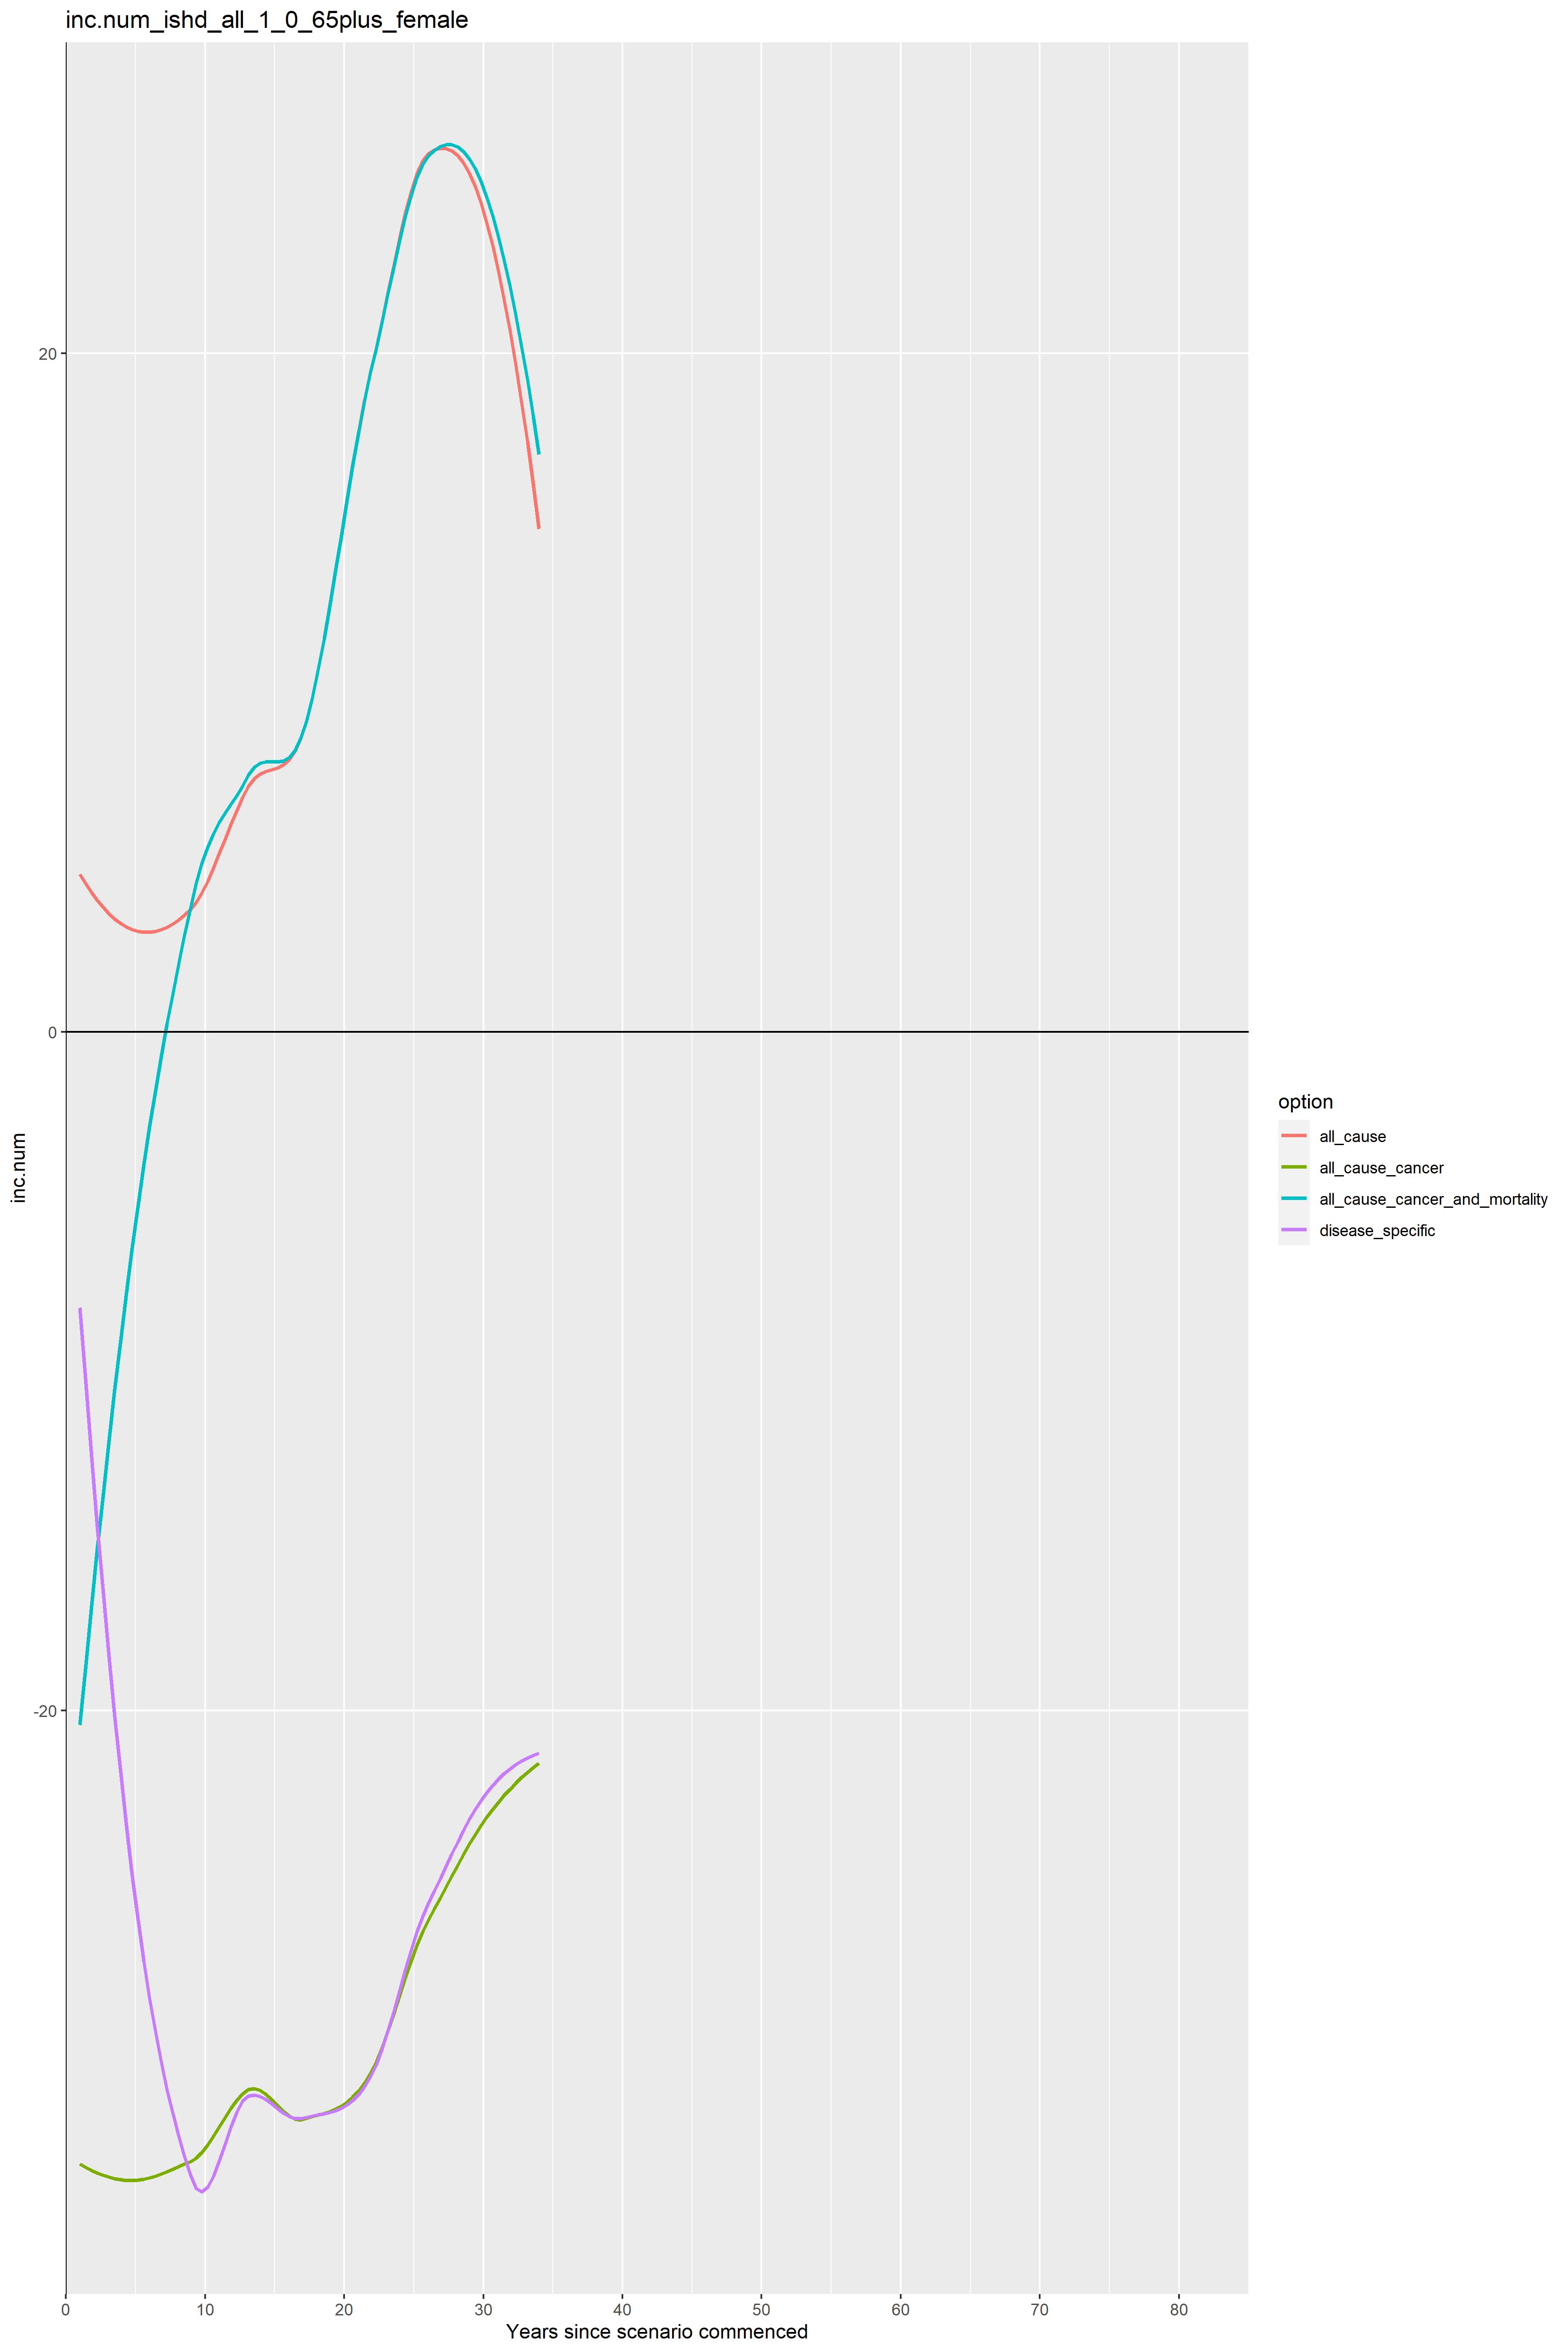 inc.num_ishd_all_1_0_65plus_female
20
0
-20
inc.num
0 10 20 30 40 50 60 70 80
Years since scenario commenced
option
all_cause
all_cause_cancer
all_cause_cancer_and_mortality
disease_specific